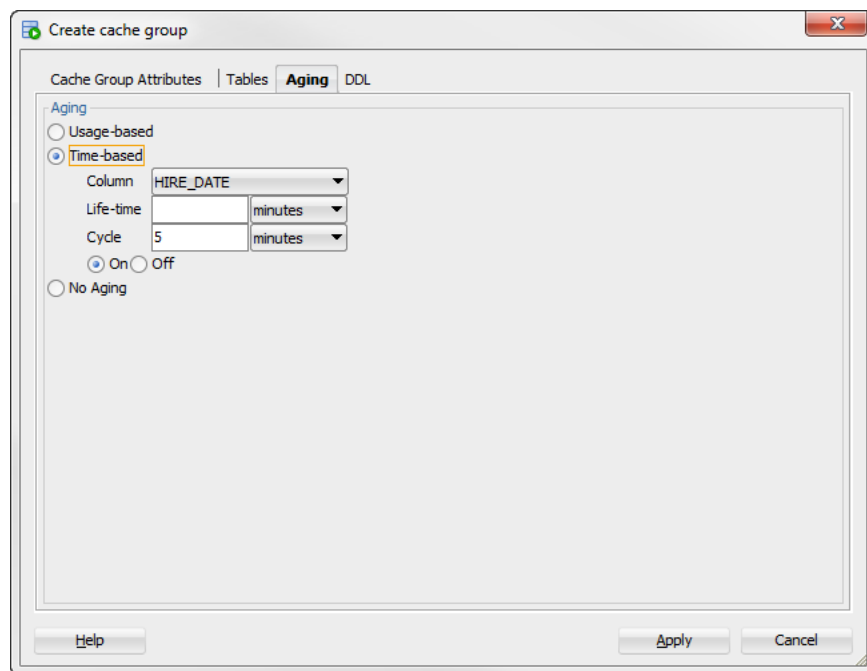 Create cache group
Cache Group Attributes Tables Aging DDL
Aging
Usage-based
Time-based
Column HIRE_DATE
Life-time minutes
Cycle 5 minutes
On Off
No Aging
Help Apply Cancel